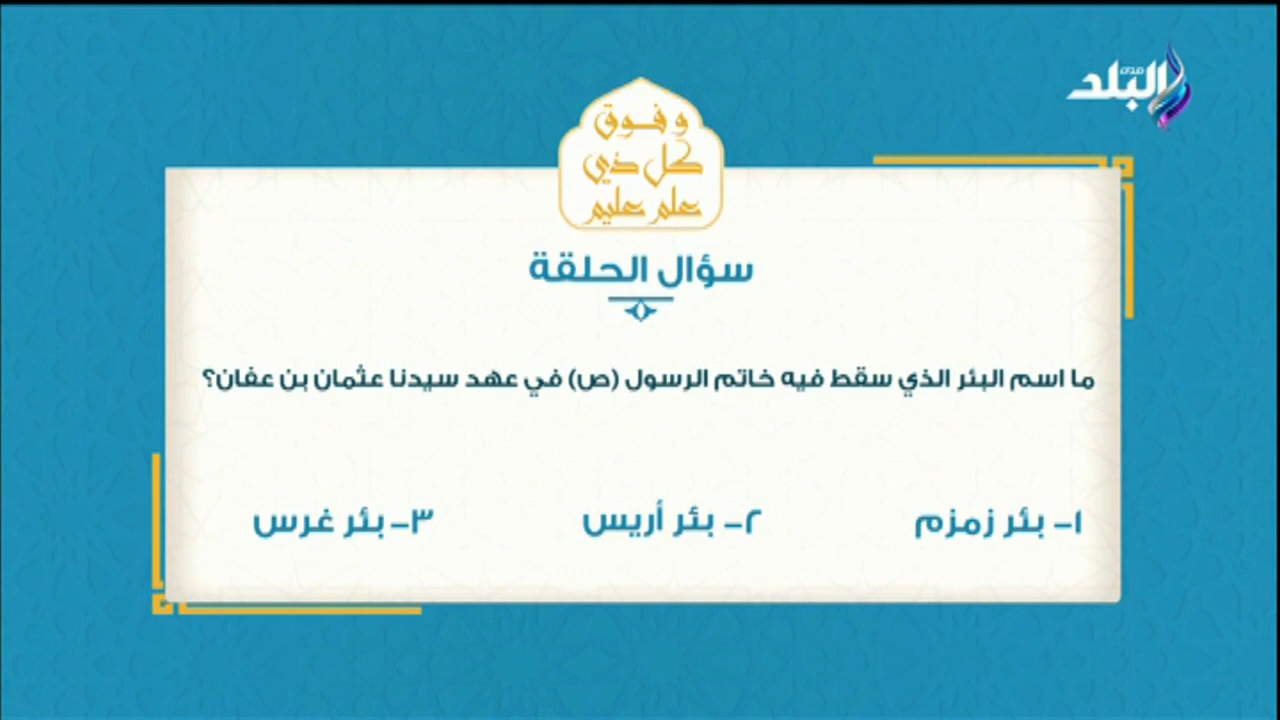 صدى البلد
وفوق
كل ذي
علم عليم
سؤال الحلقة
ما اسم البئر الذي سقط فيه خاتم الرسول (ص) في عهد سيدنا عثمان بن عفان؟
١- بئر زمزم
٢- بئر أريس
٣- بئر غرس